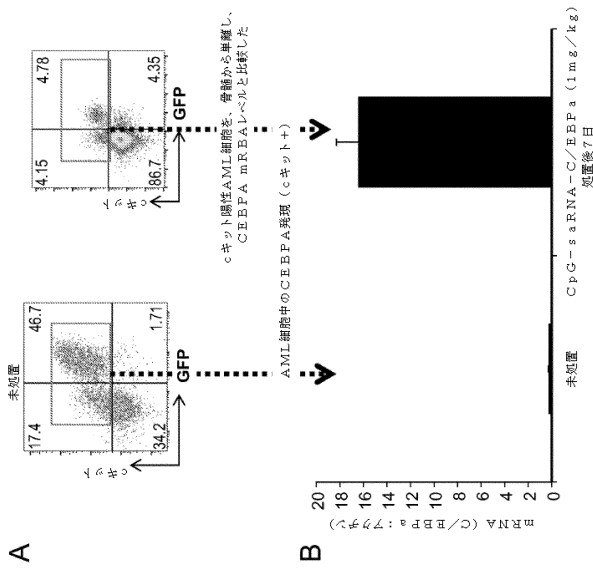 A
未処置
17.4
46.7
34.2
1.71
cキット
GFP
4.15
4.78
86.7
4.35
cキット
GFP
cキット陽性AML細胞を、骨髄から単離し、
CEBPA mRBAレベルと比較した
AML細胞中のCEBPA発現（cキット+）
B
mRNA（C/EBPa：アクチン）
20
18
16
14
12
10
8
6
4
2
0
未処置
CpG－saRNA－C/EBPa（1mg/kg）
処置後7日